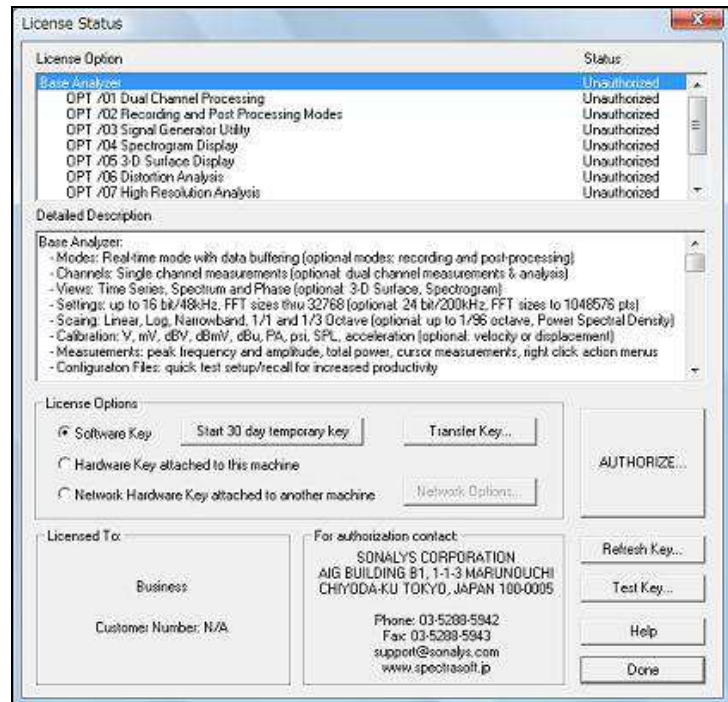 License Status
License Option Status
Base Analyzer Unauthorized
OPT /01 Dual Channel Processing Unauthorized
OPT /02 Recording and Post Processing Modes Unauthorized
OPT /03 Signal Generator Utility Unauthorized
OPT /04 Spectrogram Display Unauthorized
OPT /05 3-D Surface Display Unauthorized
OPT /06 Distortion Analysis Unauthorized
OPT /07 High Resolution Analysis Unauthorized
Detailed Description
Base Analyzer:
- Modes: Real-time mode with data buffering (optional modes: recording and post-processing)
- Channels: Single channel measurements (optional: dual channel measurements & analysis)
- Views: Time Series, Spectrum and Phase (optional: 3-D Surface, Spectrogram)
- Settings: up to 16 bit/48kHz, FFT sizes thru 32768 (optional: 24 bit/200kHz, FFT sizes to 1048576 pts)
- Scaing: Linear, Log, Narrowband, 1/1 and 1/3 Octave (optional: up to 1/96 octave, Power Spectral Density)
- Calibration: V, mV, dBV, dBmV, dBu, PA, psi, SPL, acceleration (optional: velocity or displacement)
- Measurements: peak frequency and amplitude, total power, cursor measurements, right click action menus
- Configuraton Files: quick test setup/recall for increased productivity
License Options
Software Key Start 30 day temporary key Transfer Key...
Hardware Key attached to this machine
Network Hardware Key attached to another machine Network Options...
AUTHORIZE...
Licensed To:
Business
Customer Number: N/A
For authorization contact:
SONALYS CORPORATION
AIG BUILDING B1, 1-1-3 MARUNOUCHI
CHIYODA-KU TOKYO, JAPAN 100-0005
Phone: 03-5288-5942
Fax: 03-5288-5943
support@sonalys.com
www.spectrasoft.jp
Refresh Key...
Test Key...
Help
Done